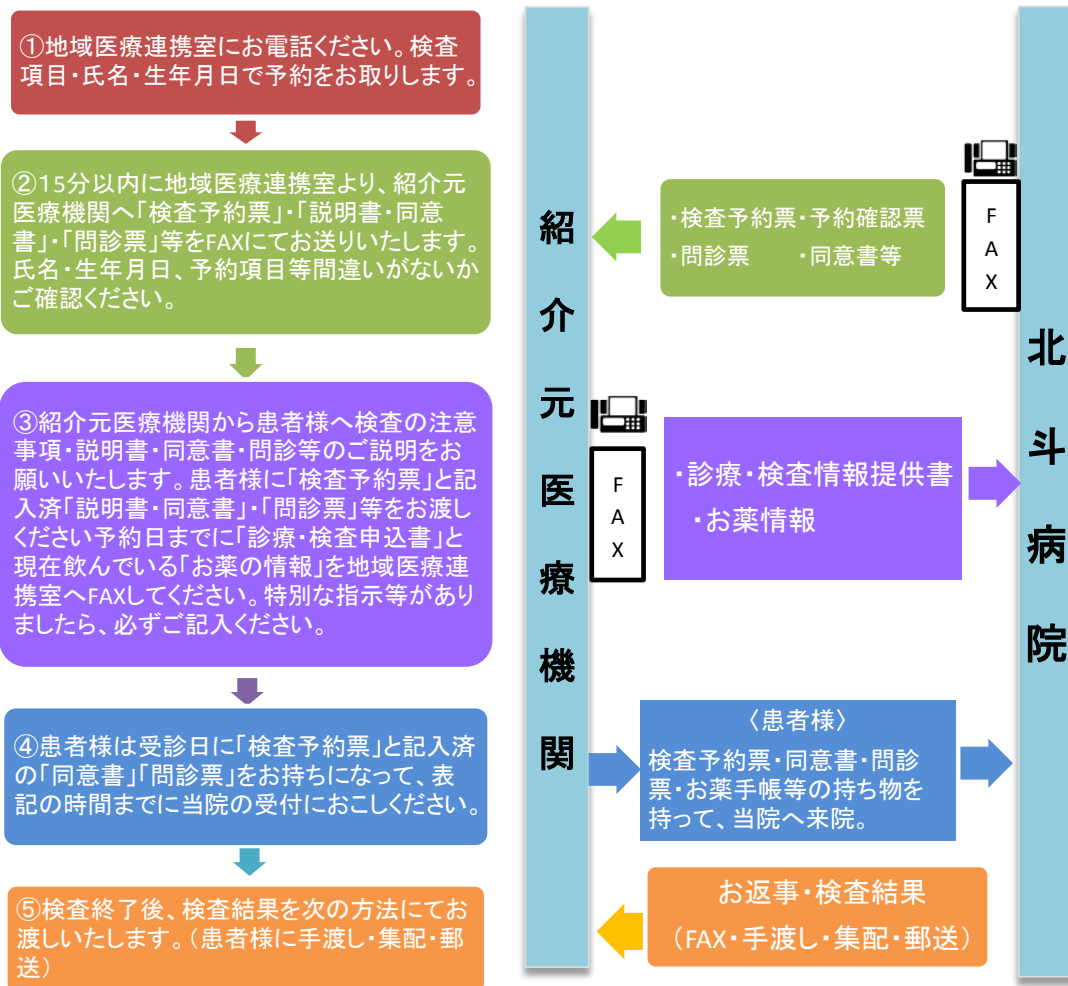 ①地域医療連携室にお電話ください。検査
項目・氏名・生年月日で予約をお取りします。
②15分以内に地域医療連携室より、紹介元
医療機関へ「検査予約票」・「説明書・同意
書」・「問診票」等をFAXにてお送りいたします。
氏名・生年月日、予約項目等間違いがないか
ご確認ください。
③紹介元医療機関から患者様へ検査の注意
事項・説明書・同意書・問診等のご説明をお
願いいたします。患者様に「検査予約票」と記
入済「説明書・同意書」・「問診票」等をお渡し
ください予約日までに「診療・検査申込書」と
現在飲んでいる「お薬の情報」を地域医療連
携室へFAXしてください。特別な指示等があり
ましたら、必ずご記入ください。
④患者様は受診日に「検査予約票」と記入済
の「同意書」「問診票」をお持ちになって、表
記の時間までに当院の受付におこしください。
⑤検査終了後、検査結果を次の方法にてお
渡しいたします。（患者様に手渡し・集配・郵
送）
紹介元医療機関
・検査予約票・予約確認票
・問診票　・同意書等
FAX
FAX
・診療・検査情報提供書
・お薬情報
〈患者様〉
検査予約票・同意書・問診
票・お薬手帳等の持ち物を
持って、当院へ来院。
お返事・検査結果
（FAX・手渡し・集配・郵送）
北斗病院